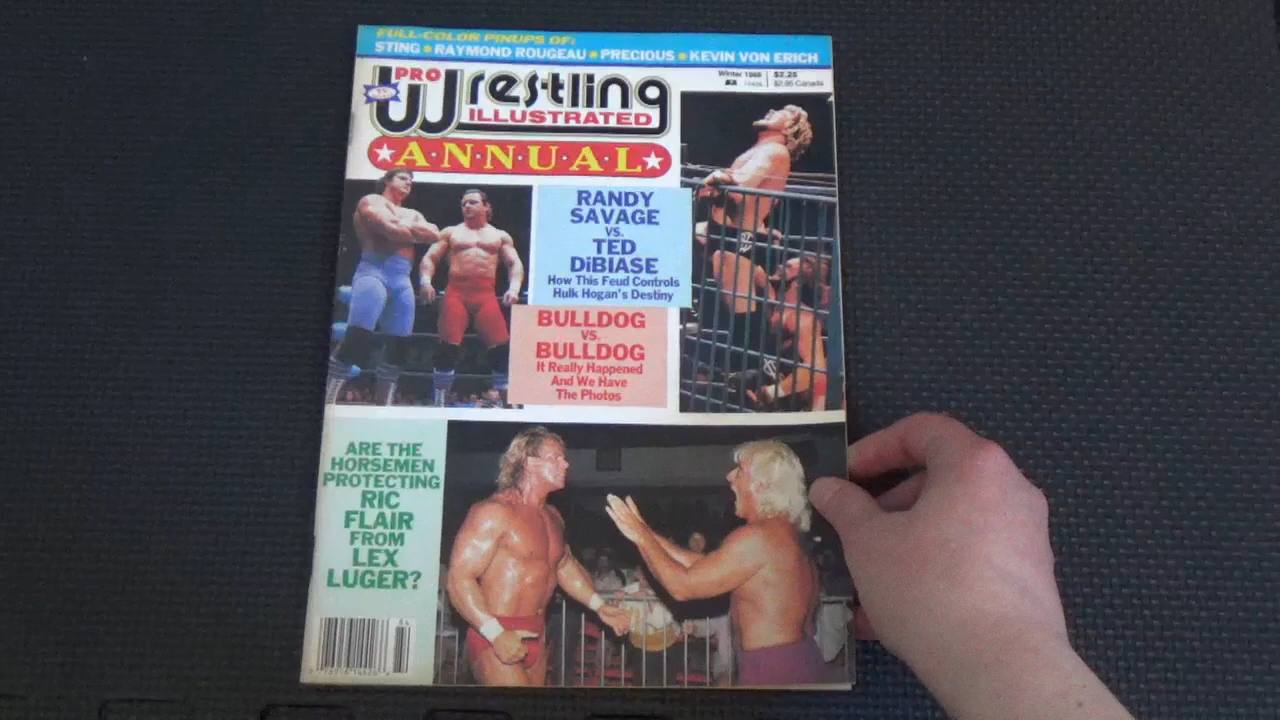 FULL-COLOR PINUPS OF:
STING • RAYMOND ROUGEAU • PRECIOUS • KEVIN VON ERICH
PRO
Wrestling
ILLUSTRATED
Winter 1988
$2.25
$2.95 Canada
A·N·N·U·A·L
RANDY
SAVAGE
VS.
TED
DiBIASE
How This Feud Controls
Hulk Hogan's Destiny
BULLDOG
VS.
BULLDOG
It Really Happened
And We Have
The Photos
ARE THE
HORSEMEN
PROTECTING
RIC
FLAIR
FROM
LEX
LUGER?